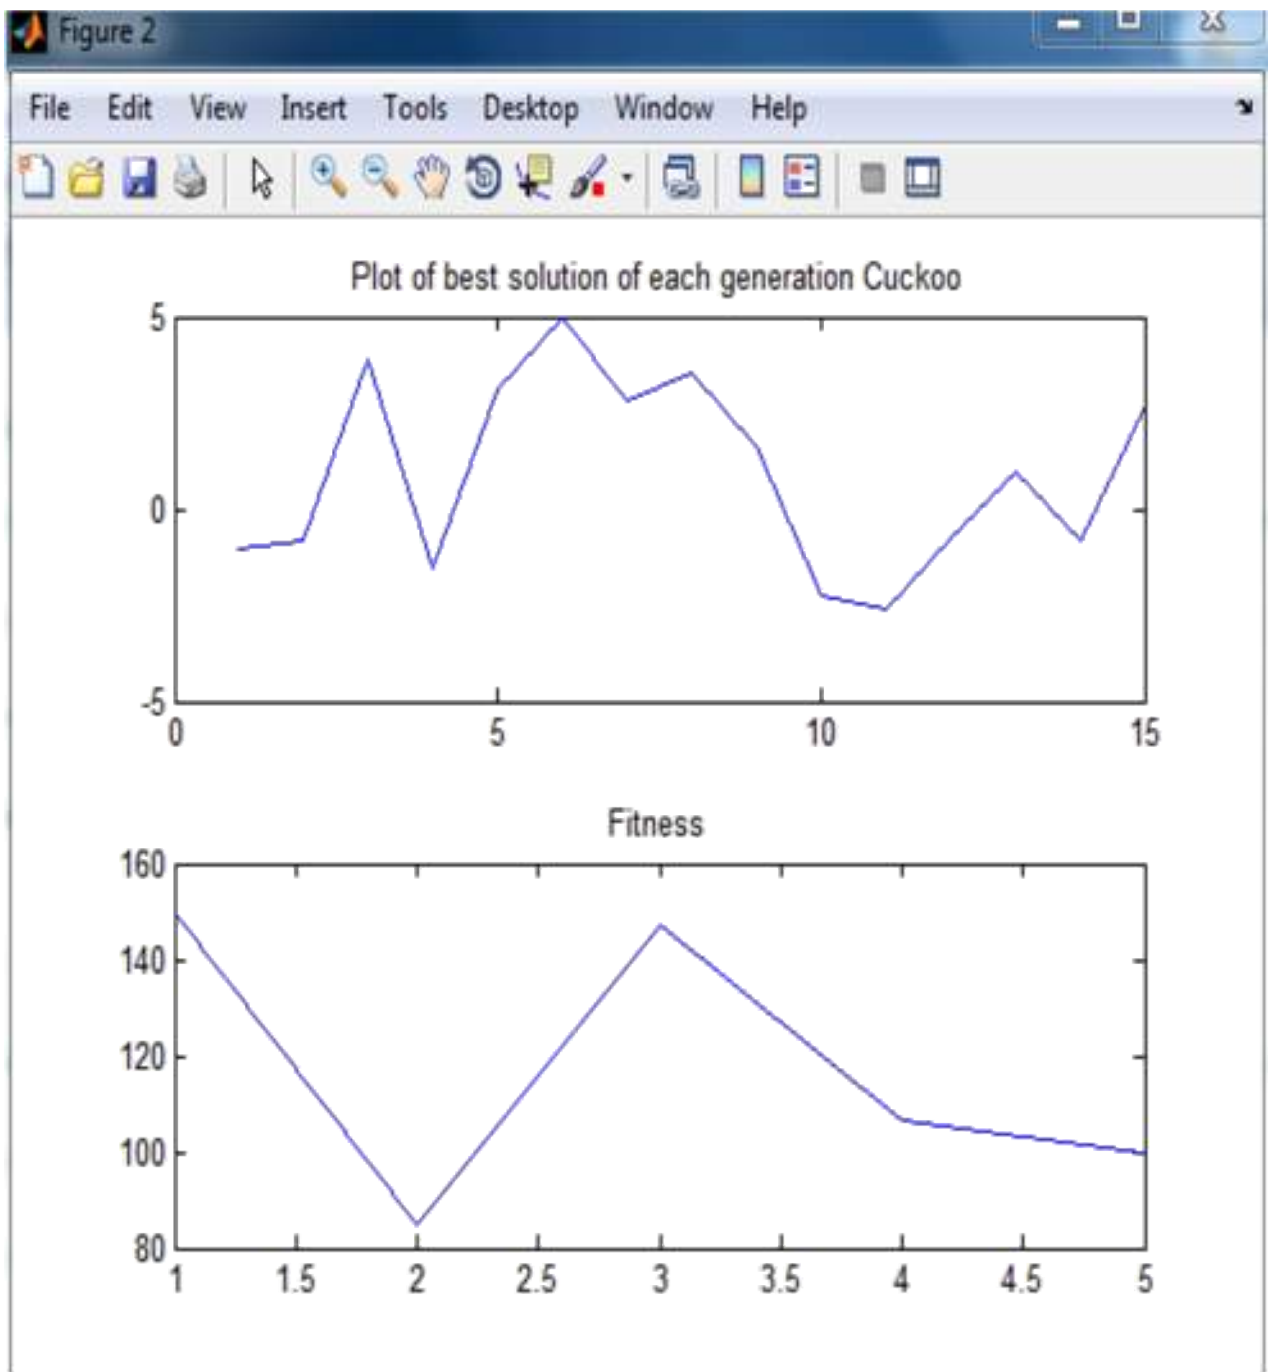 Figure 2
File Edit View Insert Tools Desktop Window Help
Plot of best solution of each generation Cuckoo
5
0
-5
0 5 10 15
Fitness
160
140
120
100
80
1 1.5 2 2.5 3 3.5 4 4.5 5